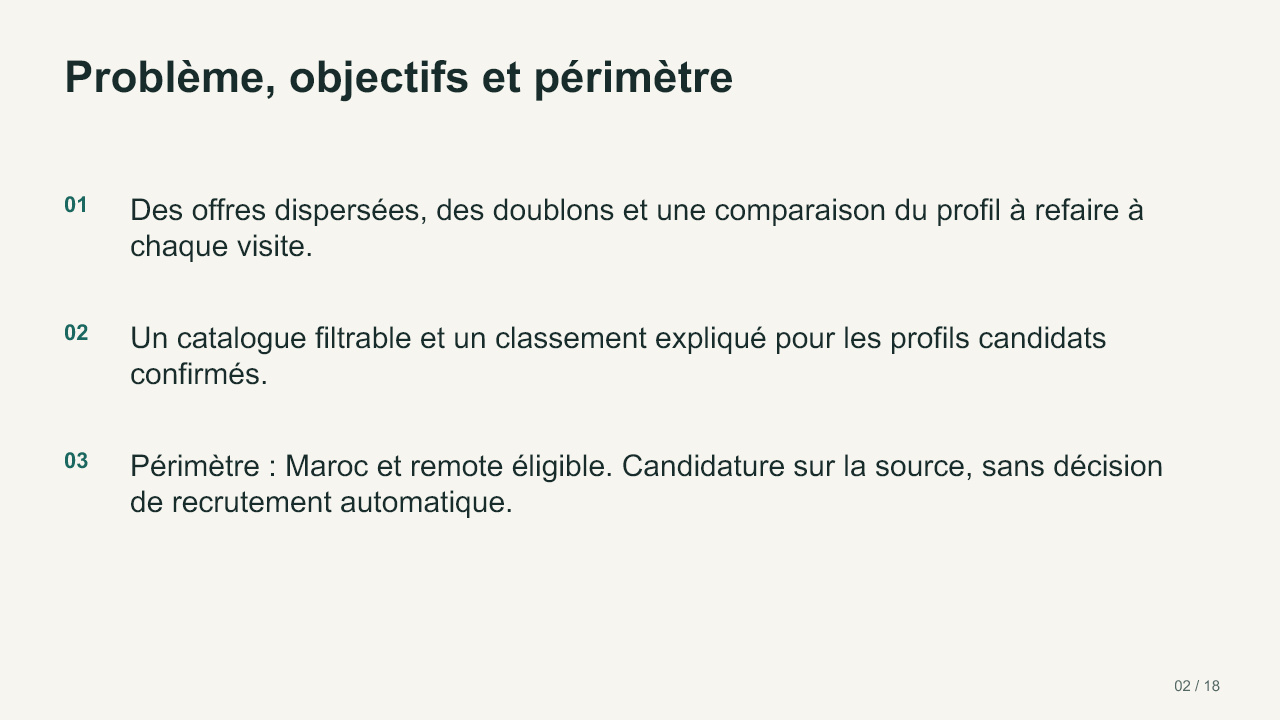 Problème, objectifs et périmètre
01 Des offres dispersées, des doublons et une comparaison du profil à refaire à
chaque visite.
02 Un catalogue filtrable et un classement expliqué pour les profils candidats
confirmés.
03 Périmètre : Maroc et remote éligible. Candidature sur la source, sans décision
de recrutement automatique.
02 / 18